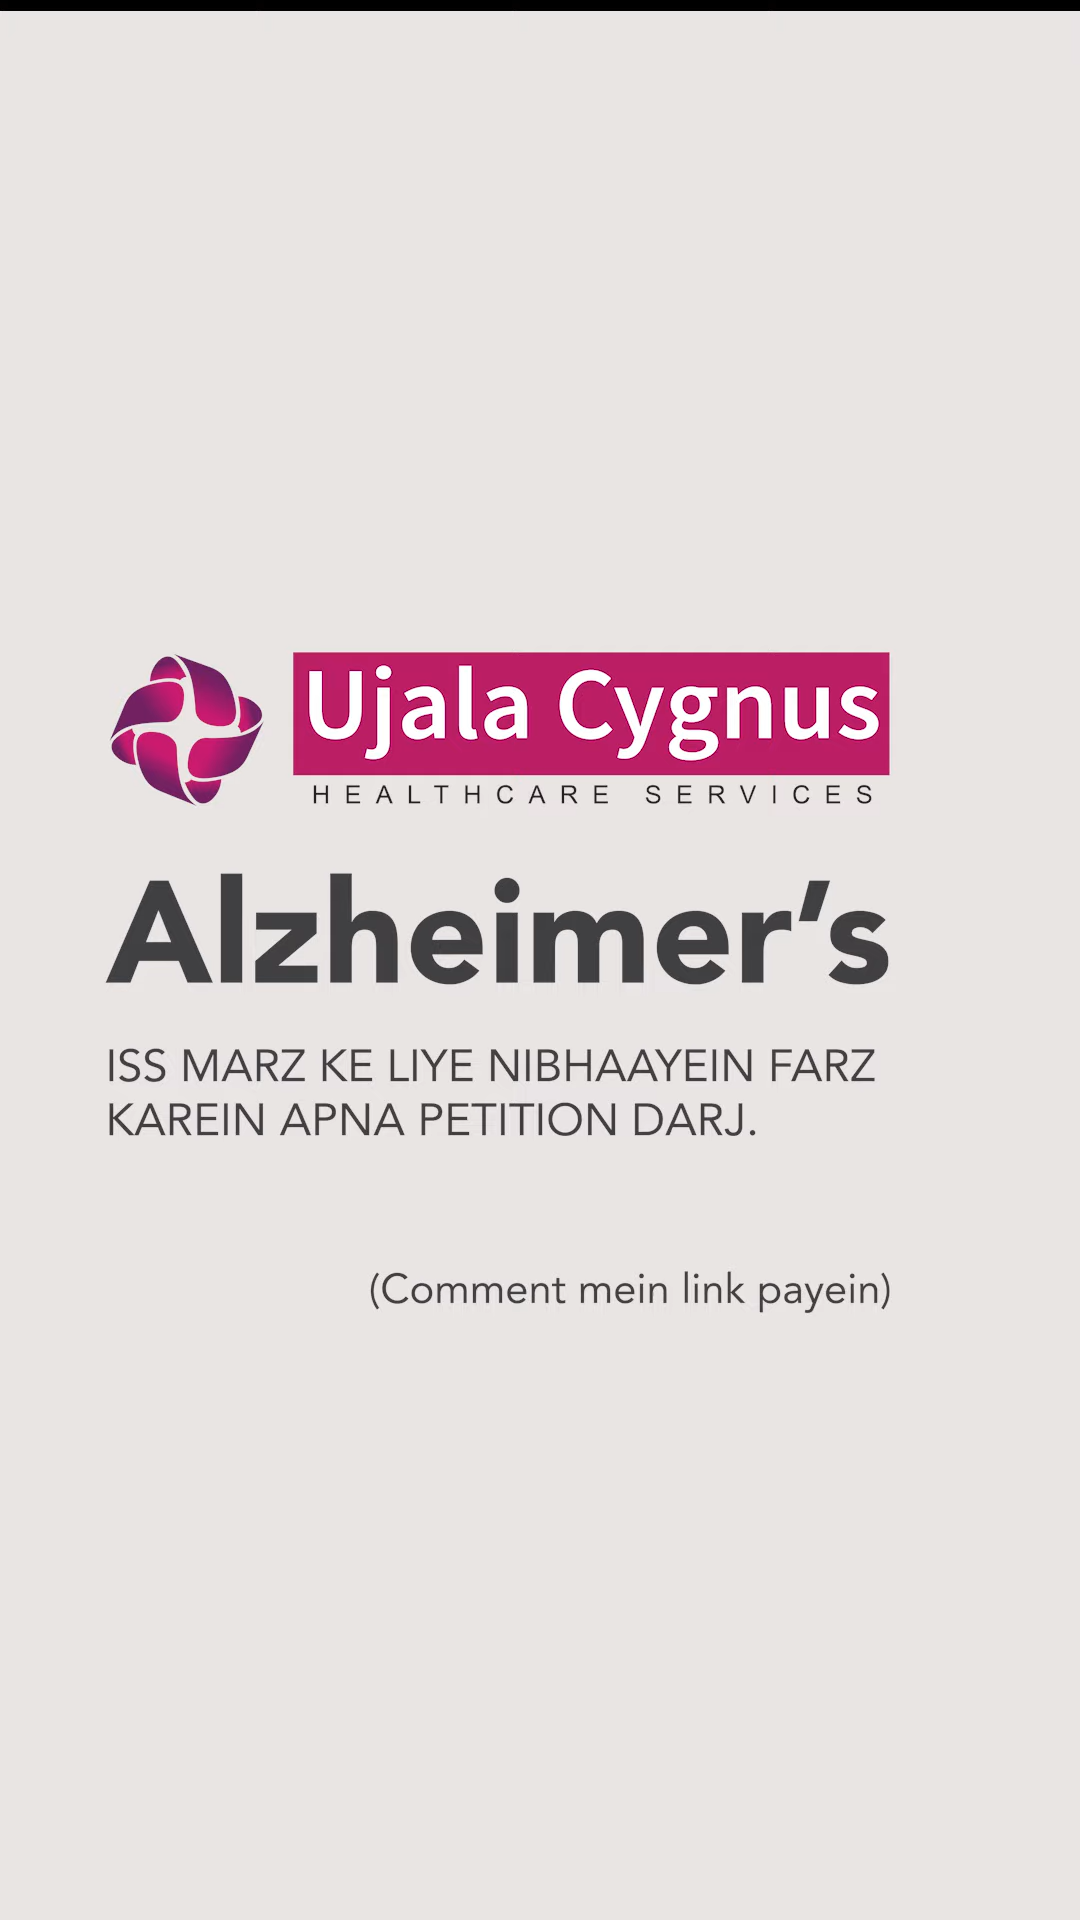 Ujala Cygnus
HEALTHCARE SERVICES
Alzheimer’s
ISS MARZ KE LIYE NIBHAAYEIN FARZ
KAREIN APNA PETITION DARJ.
(Comment mein link payein)